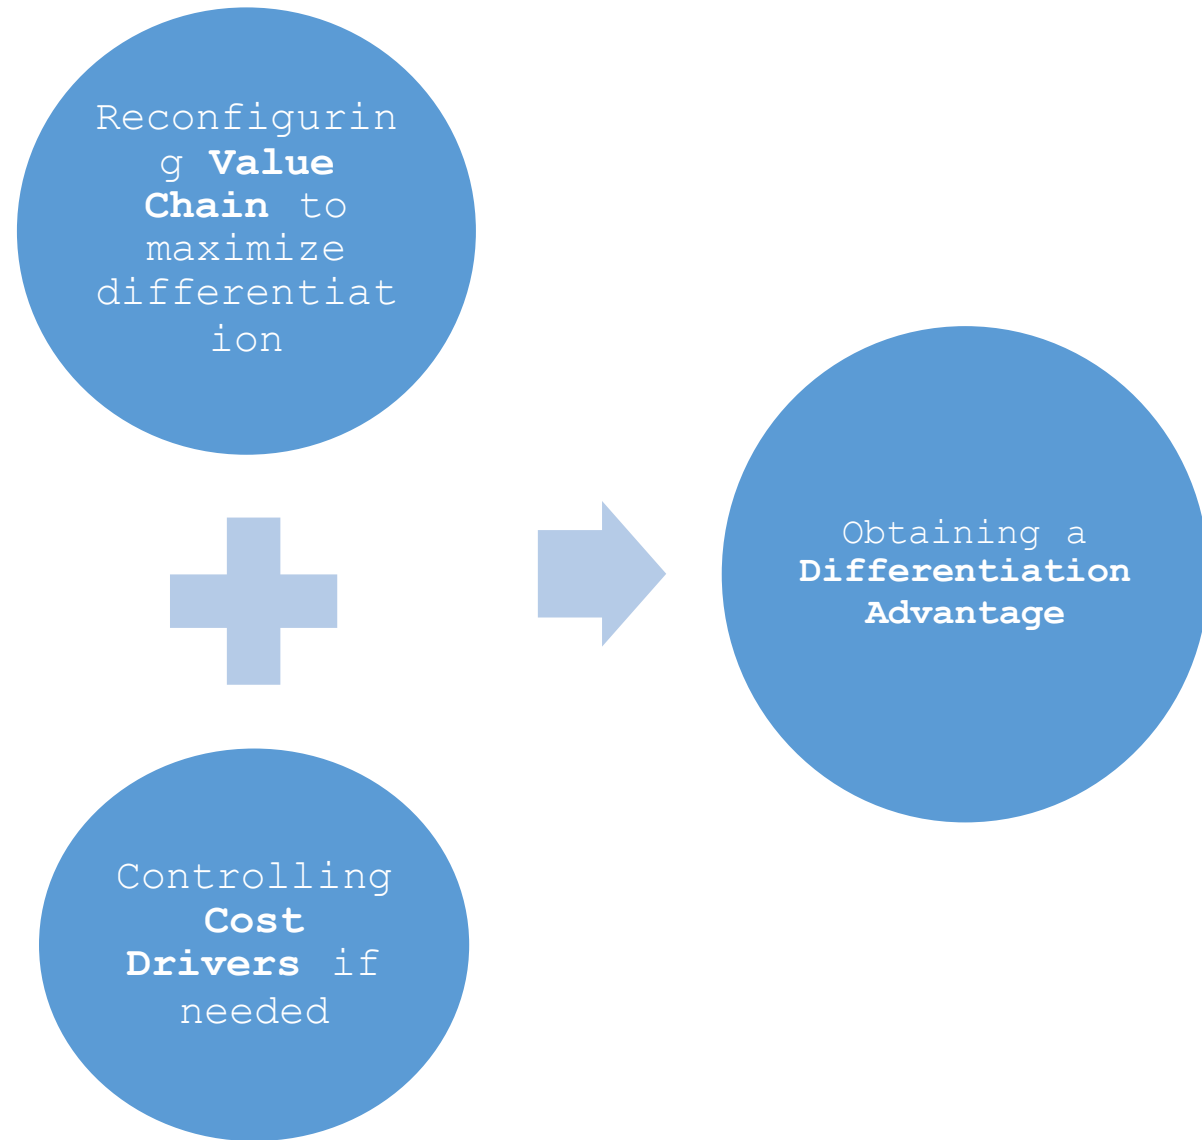 Reconfigurin
g Value
Chain to
maximize
differentiat
ion
Obtaining a
Differentiation
Advantage
Controlling
Cost
Drivers if
needed